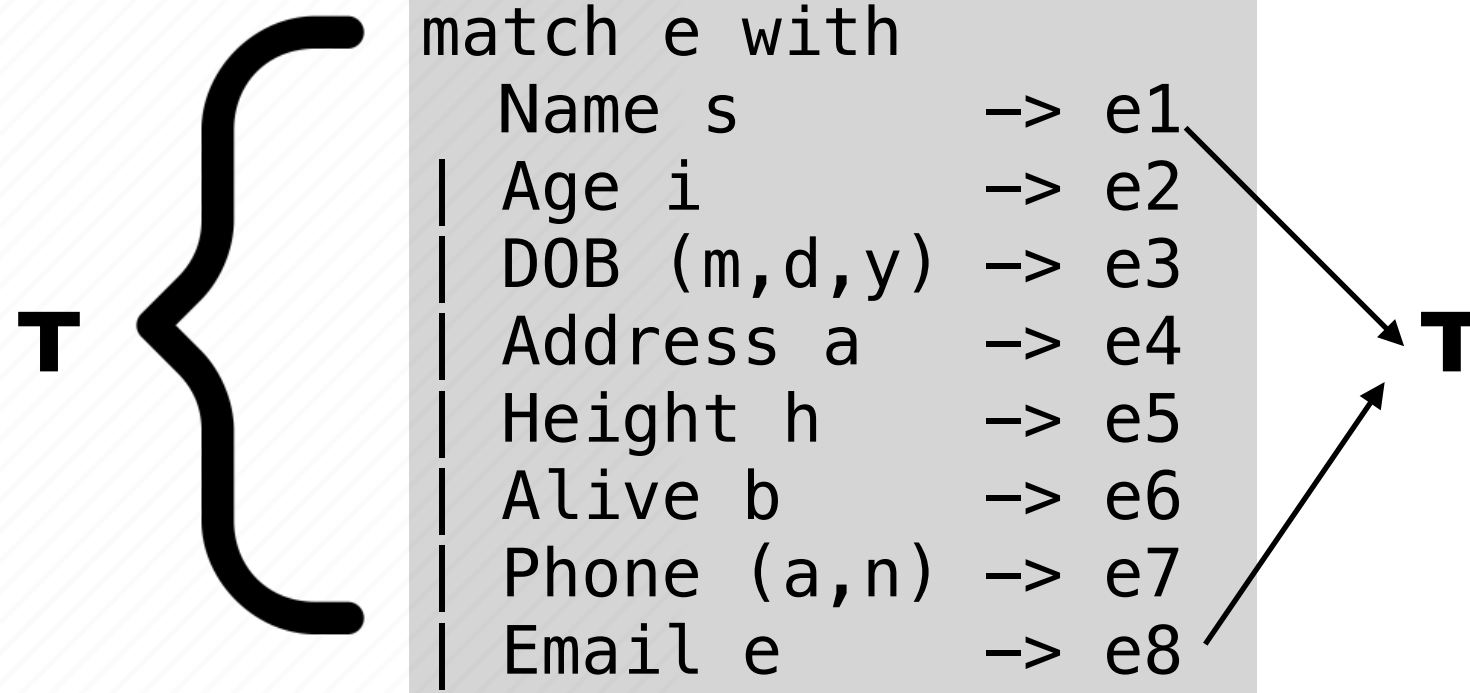 match e with
Name s -> e1
| Age i -> e2
| DOB (m,d,y) -> e3
T
| Address a -> e4
T
| Height h -> e5
| Alive b -> e6
| Phone (a,n) -> e7
| Email e -> e8